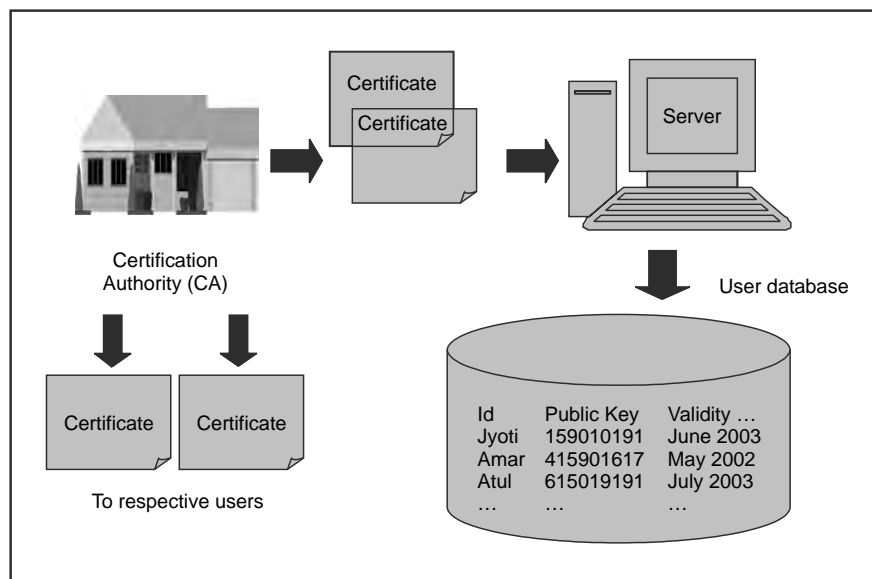 Certificate
Certificate
Server
Certification
Authority (CA)
User database
Certificate
Certificate
To respective users
Id Public Key Validity …
Jyoti 159010191 June 2003
Amar 415901617 May 2002
Atul 615019191 July 2003
… … …